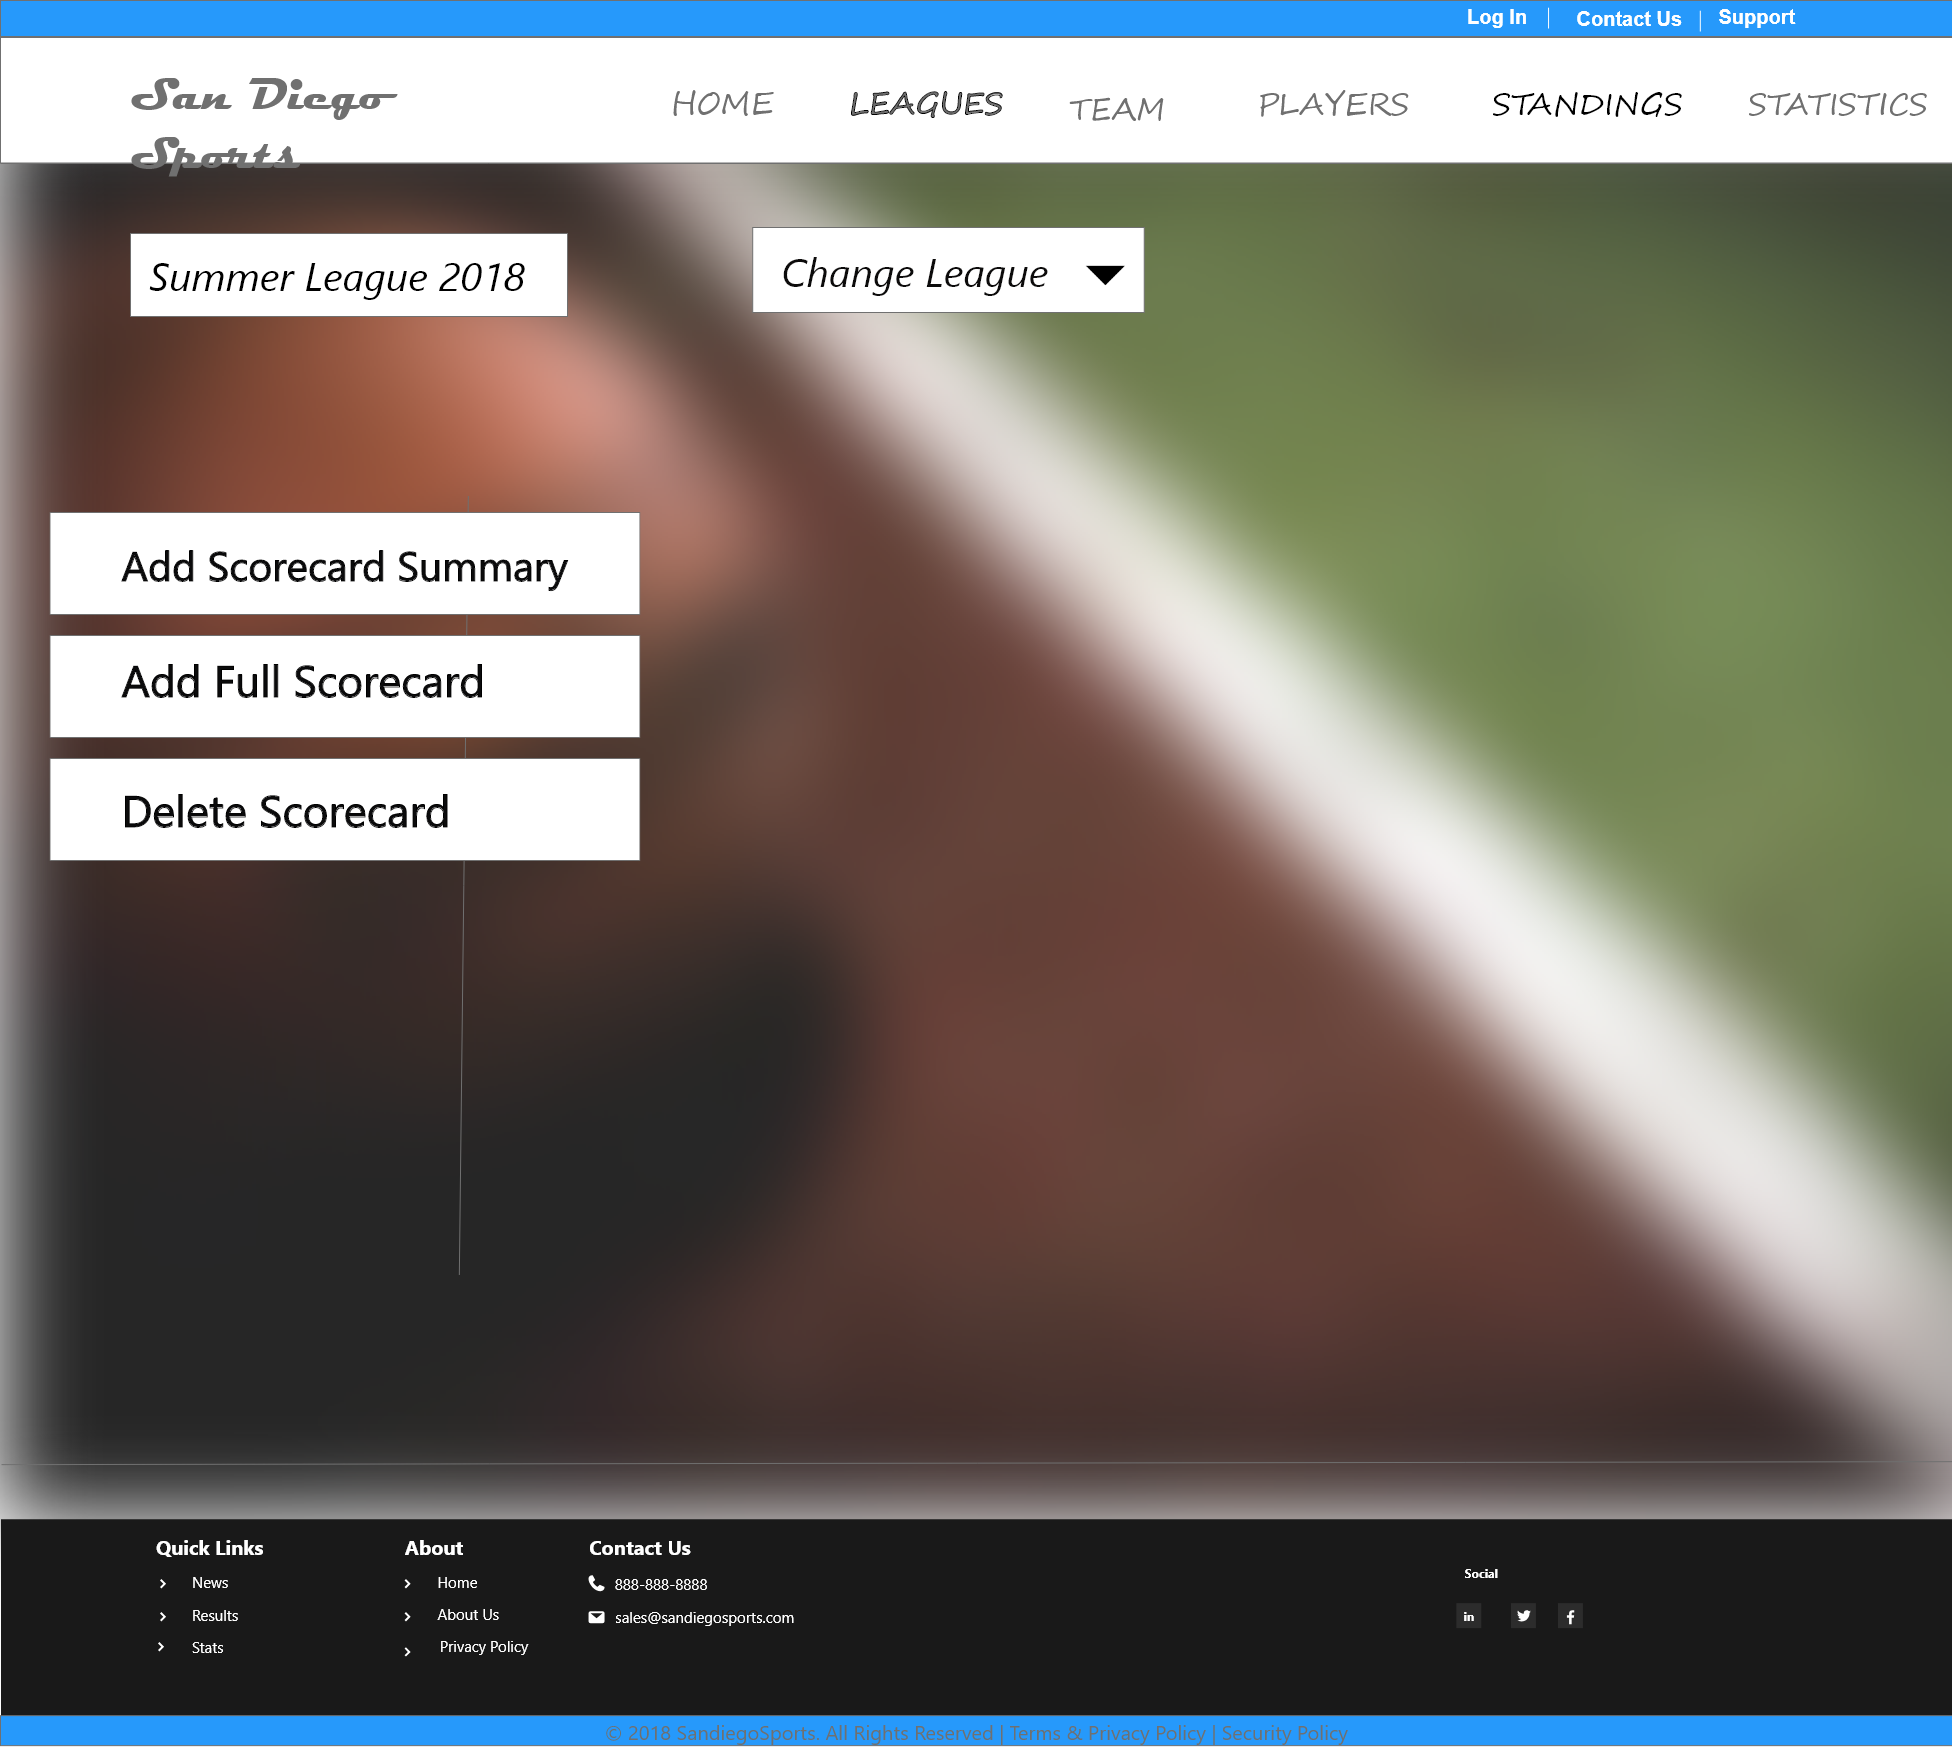 Log In | Contact Us | Support
San Diego
Sports
HOME LEAGUES TEAM PLAYERS STANDINGS STATISTICS
Summer League 2018
Change League
Add Scorecard Summary
Add Full Scorecard
Delete Scorecard
Quick Links
News
Results
Stats
About
Home
About Us
Privacy Policy
Contact Us
888-888-8888
sales@sandiegosports.com
Social
© 2018 SandiegoSports. All Rights Reserved | Terms & Privacy Policy | Security Policy